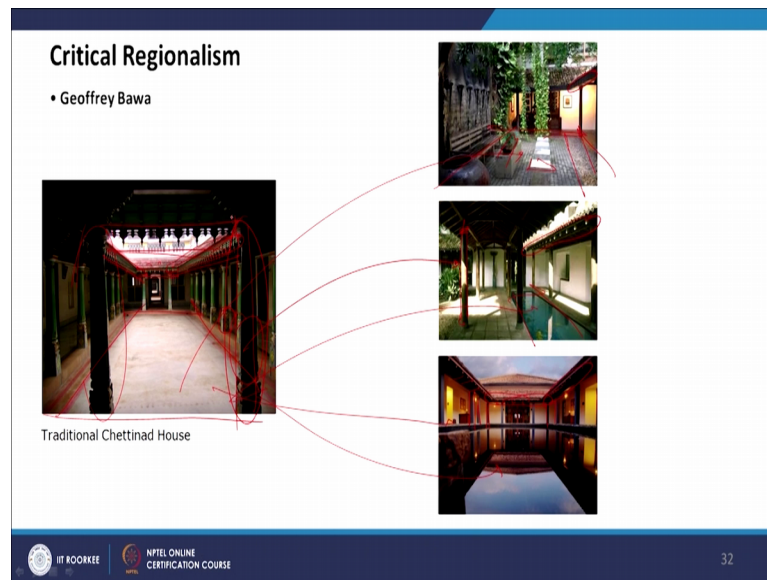 Critical Regionalism
• Geoffrey Bawa
Traditional Chettinad House
IIT ROORKEE
NPTEL ONLINE
CERTIFICATION COURSE
32